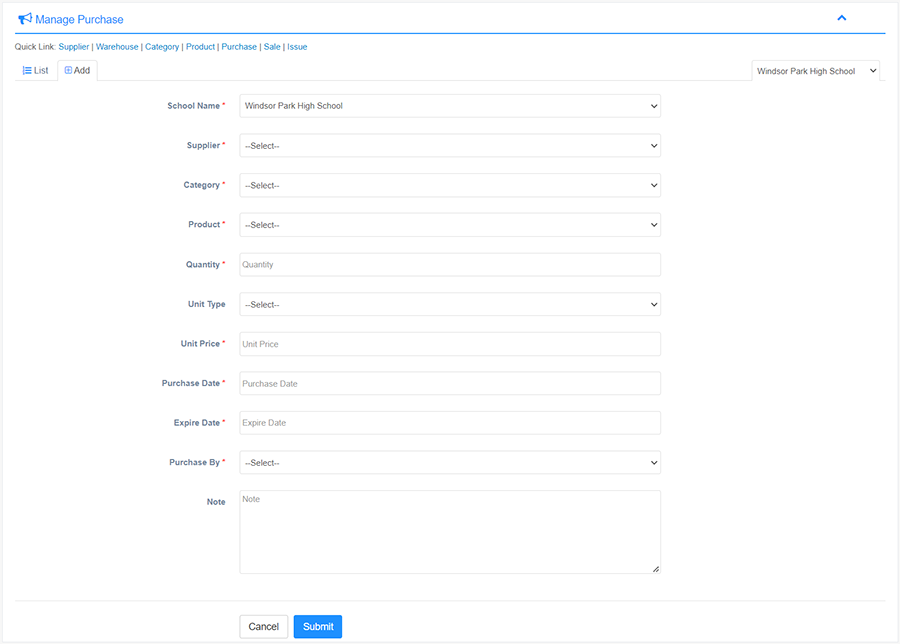 Manage Purchase
Quick Link: Supplier | Warehouse | Category | Product | Purchase | Sale | Issue
List Add Windsor Park High School
School Name * Windsor Park High School
Supplier * --Select--
Category * --Select--
Product * --Select--
Quantity * Quantity
Unit Type --Select--
Unit Price * Unit Price
Purchase Date * Purchase Date
Expire Date * Expire Date
Purchase By * --Select--
Note Note
Cancel Submit